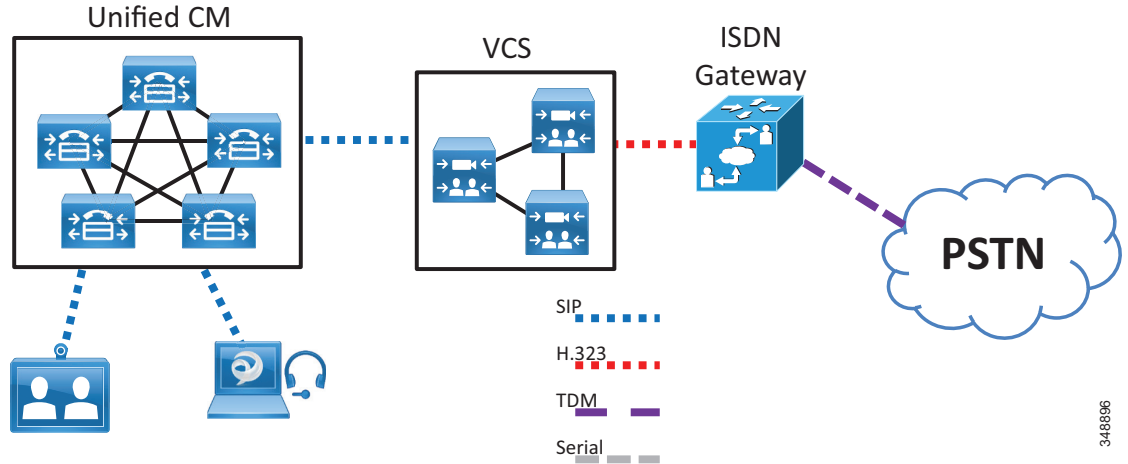 Unified CM
VCS
ISDN
Gateway
PSTN
SIP
H.323
TDM
Serial
348896